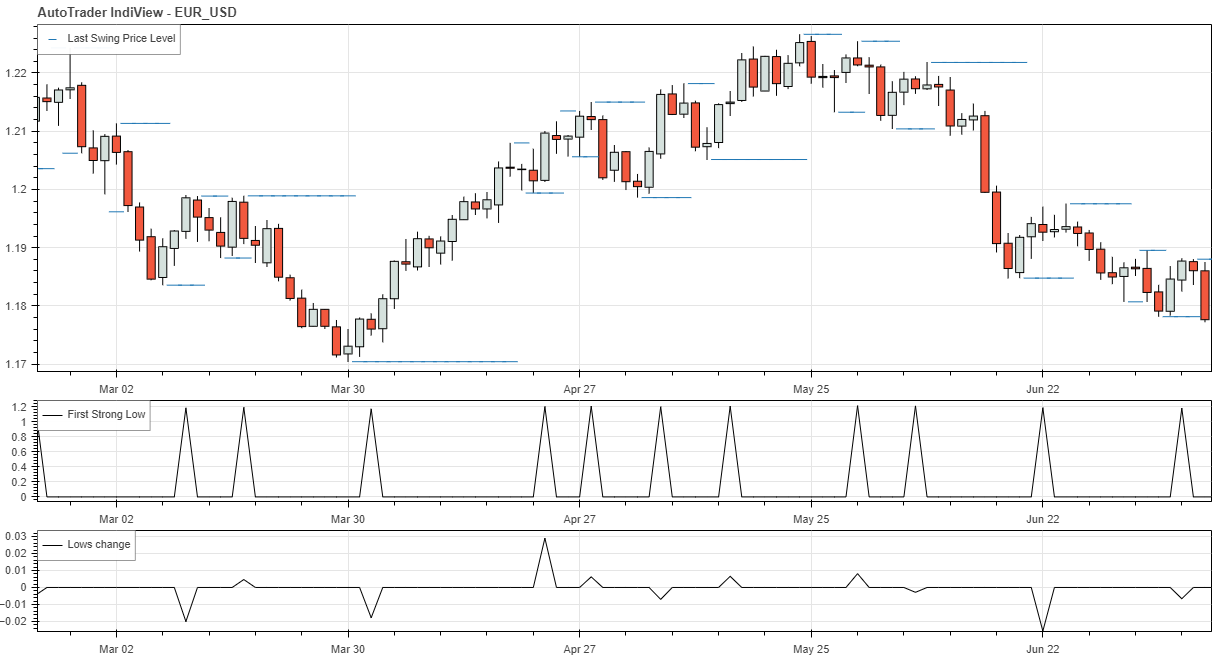 AutoTrader IndiView - EUR_USD
Last Swing Price Level
1.22
1.21
1.2
1.19
1.18
1.17
Mar 02 Mar 30 Apr 27 May 25 Jun 22
First Strong Low
1.2
1
0.8
0.6
0.4
0.2
0
Mar 02 Mar 30 Apr 27 May 25 Jun 22
Lows change
0.03
0.02
0.01
0
−0.01
−0.02
Mar 02 Mar 30 Apr 27 May 25 Jun 22